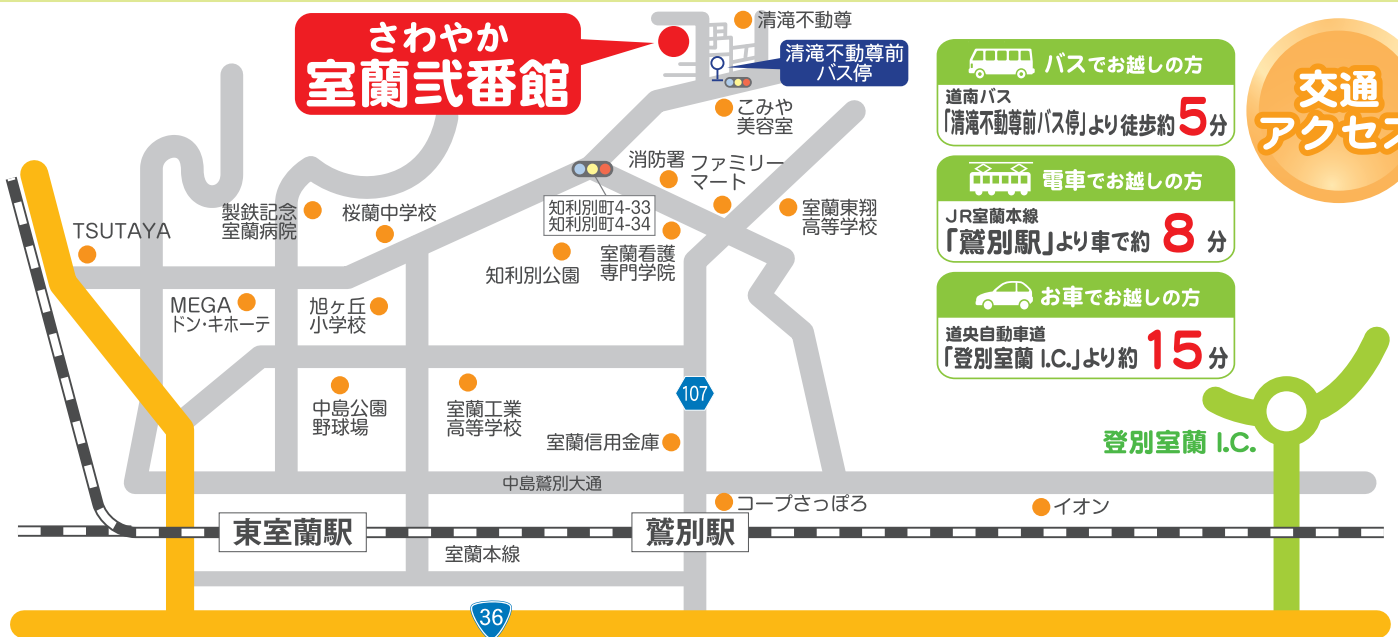 さわやか
室蘭弐番館
清滝不動尊
清滝不動尊前
バス停
こみや
美容室
消防署
ファミリー
マート
知利別町4-33
知利別町4-34
室蘭東翔
高等学校
室蘭看護
専門学院
知利別公園
製鉄記念
室蘭病院
桜蘭中学校
TSUTAYA
MEGA
ドン・キホーテ
旭ヶ丘
小学校
中島公園
野球場
室蘭工業
高等学校
室蘭信用金庫
107
中島鷲別大通
コープさっぽろ
イオン
東室蘭駅
鷲別駅
室蘭本線
36
登別室蘭 I.C.
交通
アクセス
バスでお越しの方
道南バス
「清滝不動尊前バス停」より徒歩約5分
電車でお越しの方
JR室蘭本線
「鷲別駅」より車で約 8 分
お車でお越しの方
道央自動車道
「登別室蘭 I.C.」より約 15 分